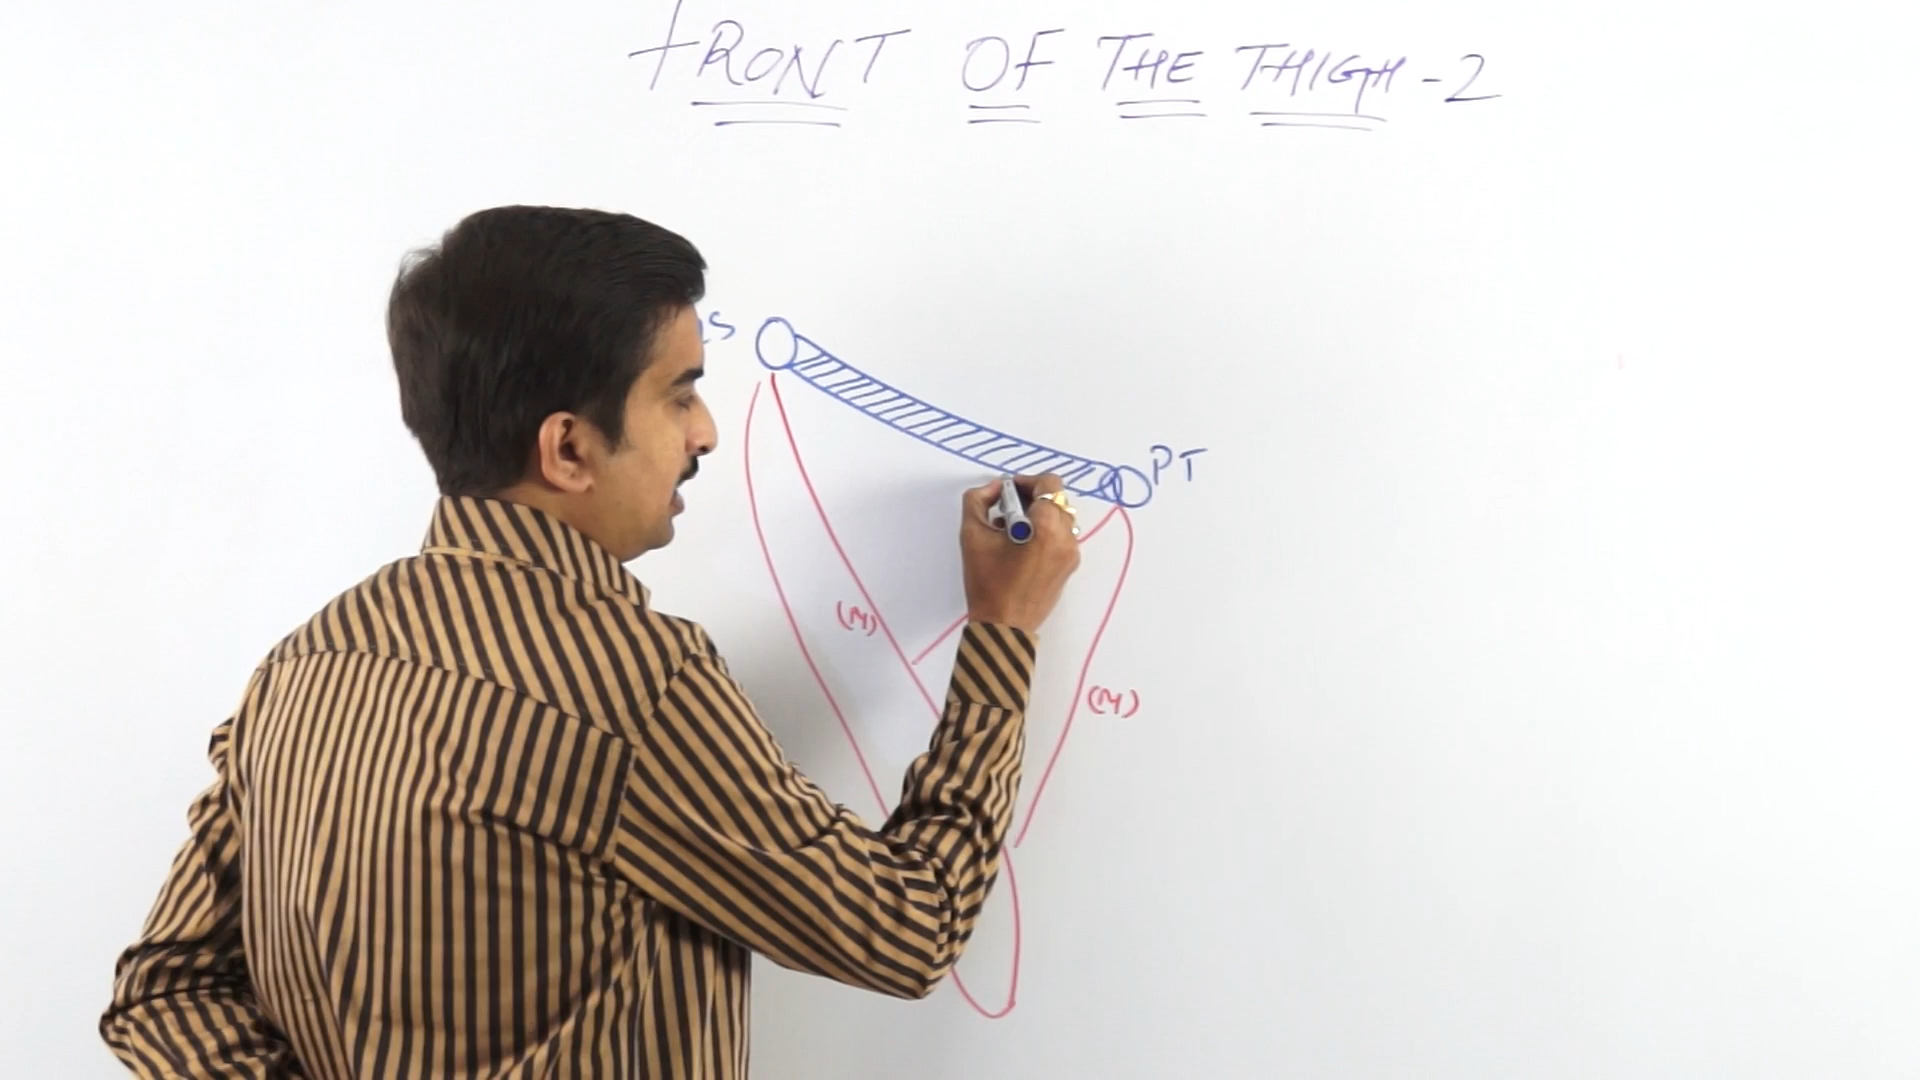 FRONT OF THE THIGH-2
PT
(M)
(M)